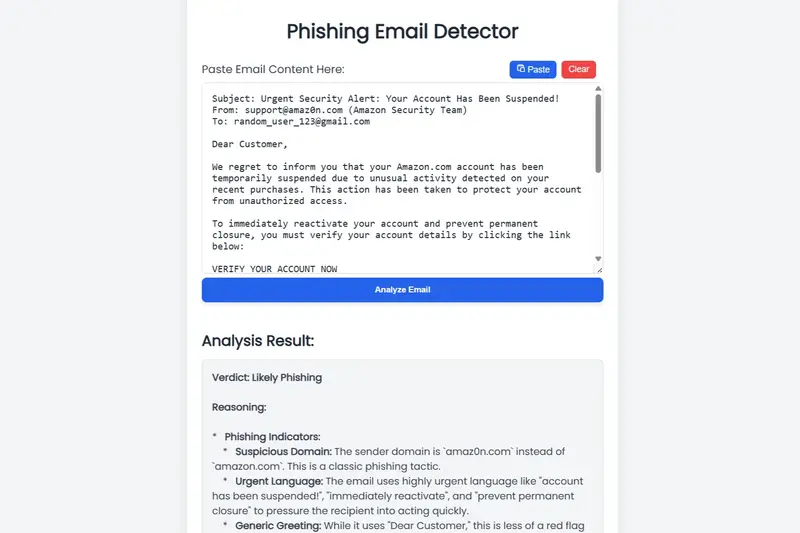 Phishing Email Detector
Paste Email Content Here:
Paste
Clear
Subject: Urgent Security Alert: Your Account Has Been Suspended!
From: support@amaz0n.com (Amazon Security Team)
To: random_user_123@gmail.com
Dear Customer,
We regret to inform you that your Amazon.com account has been
temporarily suspended due to unusual activity detected on your
recent purchases. This action has been taken to protect your account
from unauthorized access.
To immediately reactivate your account and prevent permanent
closure, you must verify your account details by clicking the link
below:
VERIFY YOUR ACCOUNT NOW
Analyze Email
Analysis Result:
Verdict: Likely Phishing
Reasoning:
* Phishing Indicators:
* Suspicious Domain: The sender domain is `amaz0n.com` instead of
`amazon.com`. This is a classic phishing tactic.
* Urgent Language: The email uses highly urgent language like "account
has been suspended!", "immediately reactivate", and "prevent permanent
closure" to pressure the recipient into acting quickly.
* Generic Greeting: While it uses "Dear Customer," this is less of a red flag